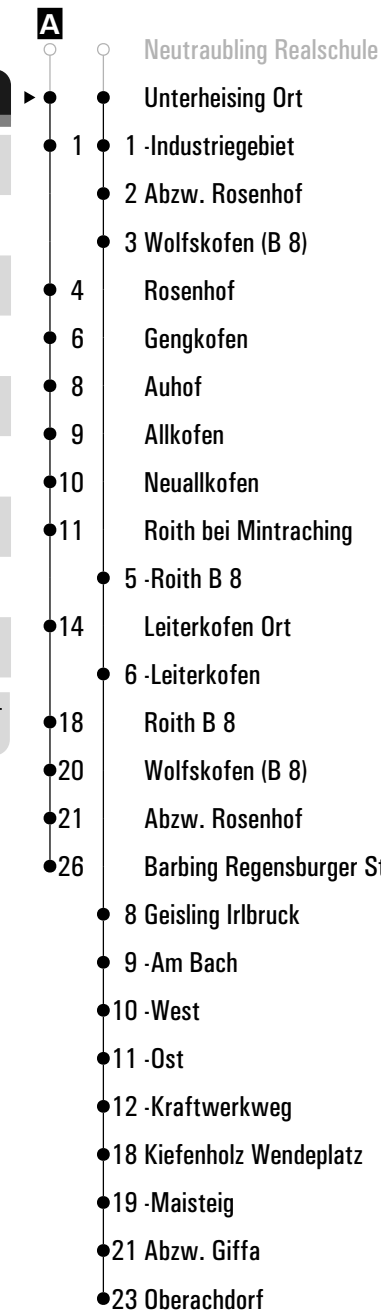 A
Neutraubling Realschule
Unterheising Ort
1 1 -Industriegebiet
2 Abzw. Rosenhof
3 Wolfskofen (B 8)
4 Rosenhof
6 Gengkofen
8 Auhof
9 Allkofen
10 Neuallkofen
11 Roith bei Mintraching
5 -Roith B 8
14 Leiterkofen Ort
6 -Leiterkofen
18 Roith B 8
20 Wolfskofen (B 8)
21 Abzw. Rosenhof
26 Barbing Regensburger
8 Geisling Irlbruck
9 -Am Bach
10 -West
11 -Ost
12 -Kraftwerkweg
18 Kiefenholz Wendeplatz
19 -Maisteig
21 Abzw. Giffa
23 Oberachdorf